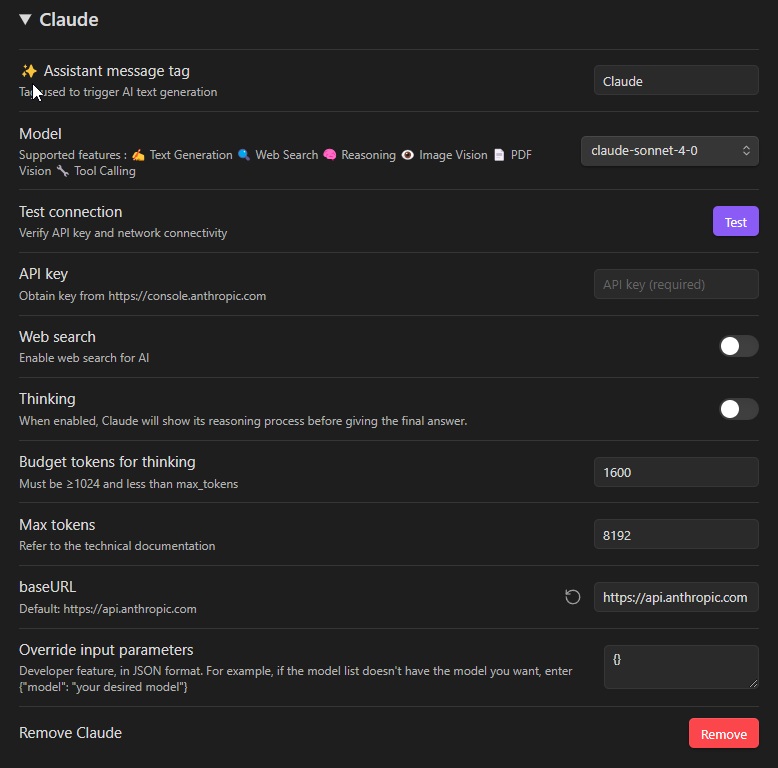 ▼ Claude
✨ Assistant message tag
Claude
used to trigger AI text generation
Model
Supported features : ✍️ Text Generation 🔍 Web Search 🧠 Reasoning 👁️ Image Vision 📄 PDF
Vision 🔧 Tool Calling
claude-sonnet-4-0
Test connection
Verify API key and network connectivity
Test
API key
Obtain key from https://console.anthropic.com
API key (required)
Web search
Enable web search for AI
Thinking
When enabled, Claude will show its reasoning process before giving the final answer.
Budget tokens for thinking
Must be ≥1024 and less than max_tokens
1600
Max tokens
Refer to the technical documentation
8192
baseURL
Default: https://api.anthropic.com
https://api.anthropic.com
Override input parameters
Developer feature, in JSON format. For example, if the model list doesn't have the model you want, enter
{"model": "your desired model"}
{}
Remove Claude
Remove